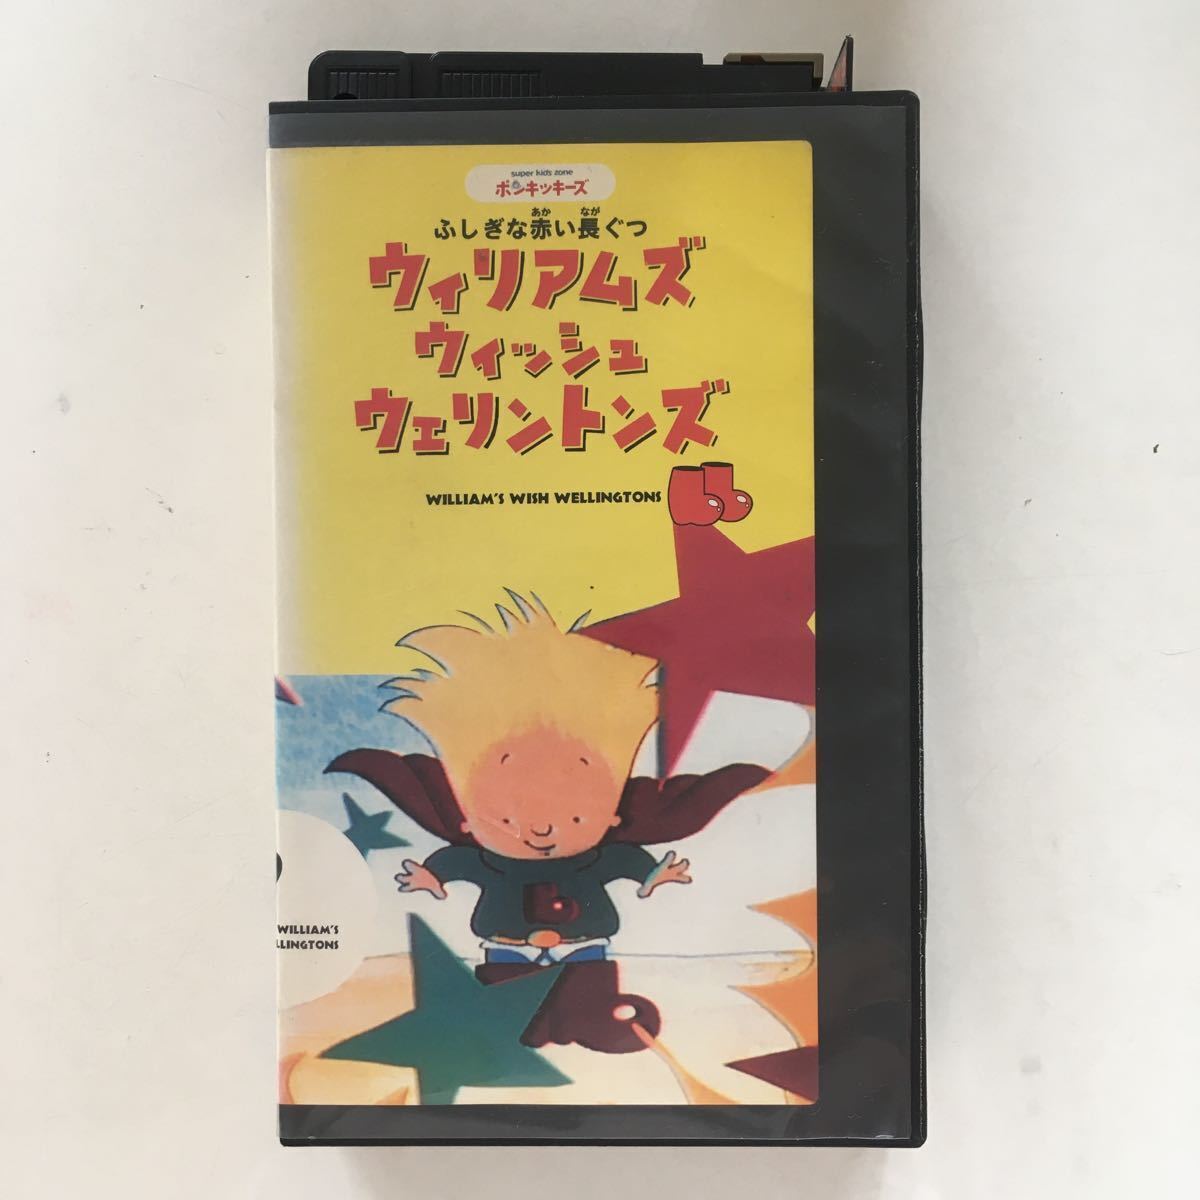 super kids zone
ポンキッキーズ
あか なが
ふしぎな赤い長ぐつ
ウィリアムズ
ウィッシュ
ウェリントンズ
WILLIAM'S WISH WELLINGTONS
WILLIAM'S
LLINGTONS